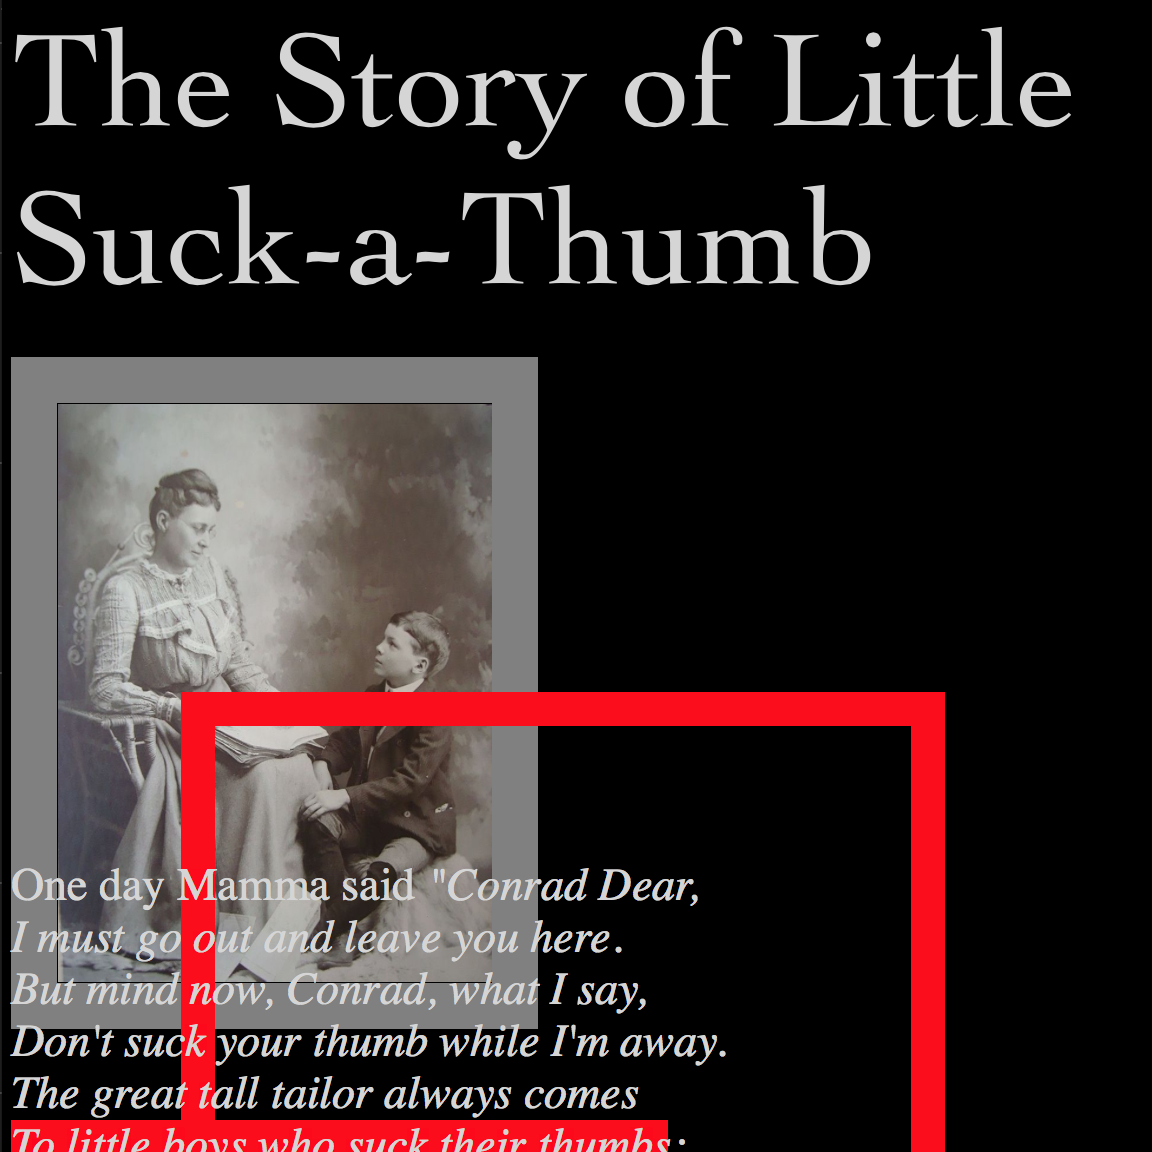 The Story of Little
Suck-a-Thumb
One day Mamma said "Conrad Dear,
I must go out and leave you here.
But mind now, Conrad, what I say,
Don't suck your thumb while I'm away.
The great tall tailor always comes
To little boys who suck their thumbs;